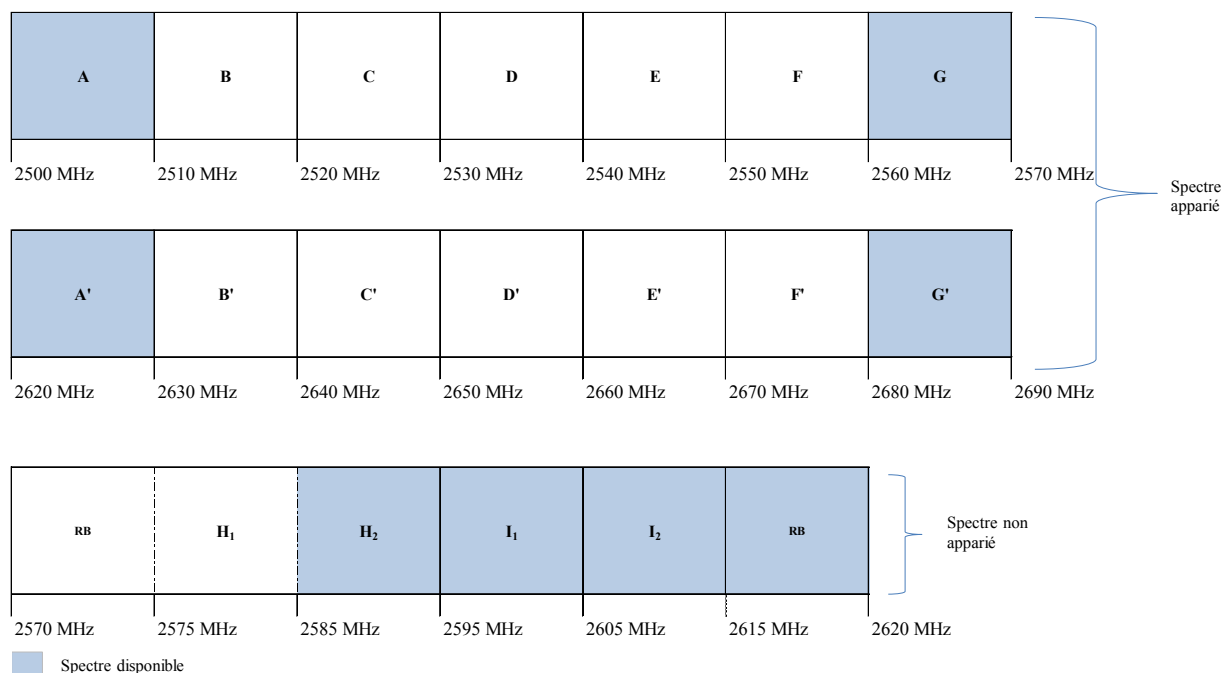 A B C D E F G
2500 MHz 2510 MHz 2520 MHz 2530 MHz 2540 MHz 2550 MHz 2560 MHz 2570 MHz
Spectre
apparié
A' B' C' D' E' F' G'
2620 MHz 2630 MHz 2640 MHz 2650 MHz 2660 MHz 2670 MHz 2680 MHz 2690 MHz
RB H₁ H₂ I₁ I₂ RB
Spectre non
apparié
2570 MHz 2575 MHz 2585 MHz 2595 MHz 2605 MHz 2615 MHz 2620 MHz
Spectre disponible